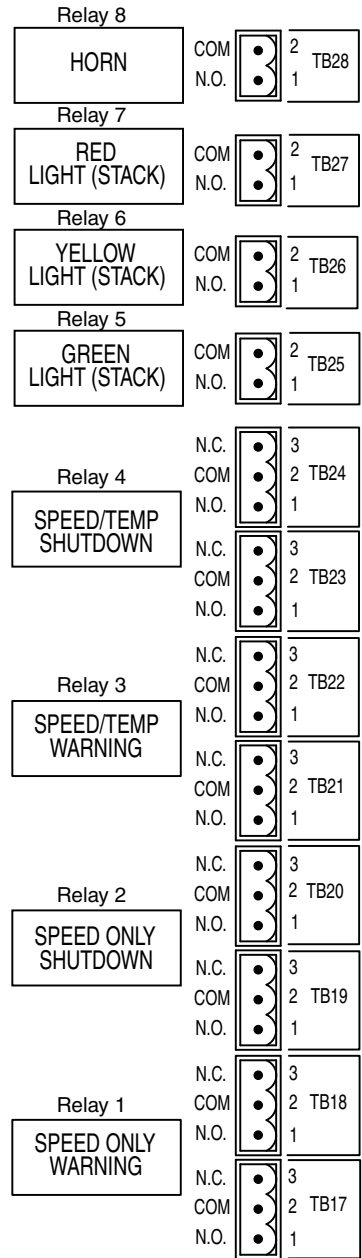 Relay 8
HORN
COM 2 TB28
N.O. 1
Relay 7
RED
LIGHT (STACK)
COM 2 TB27
N.O. 1
Relay 6
YELLOW
LIGHT (STACK)
COM 2 TB26
N.O. 1
Relay 5
GREEN
LIGHT (STACK)
COM 2 TB25
N.O. 1
Relay 4
SPEED/TEMP
SHUTDOWN
N.C. 3
COM 2 TB24
N.O. 1
N.C. 3
COM 2 TB23
N.O. 1
Relay 3
SPEED/TEMP
WARNING
N.C. 3
COM 2 TB22
N.O. 1
N.C. 3
COM 2 TB21
N.O. 1
Relay 2
SPEED ONLY
SHUTDOWN
N.C. 3
COM 2 TB20
N.O. 1
N.C. 3
COM 2 TB19
N.O. 1
Relay 1
SPEED ONLY
WARNING
N.C. 3
COM 2 TB18
N.O. 1
N.C. 3
COM 2 TB17
N.O. 1